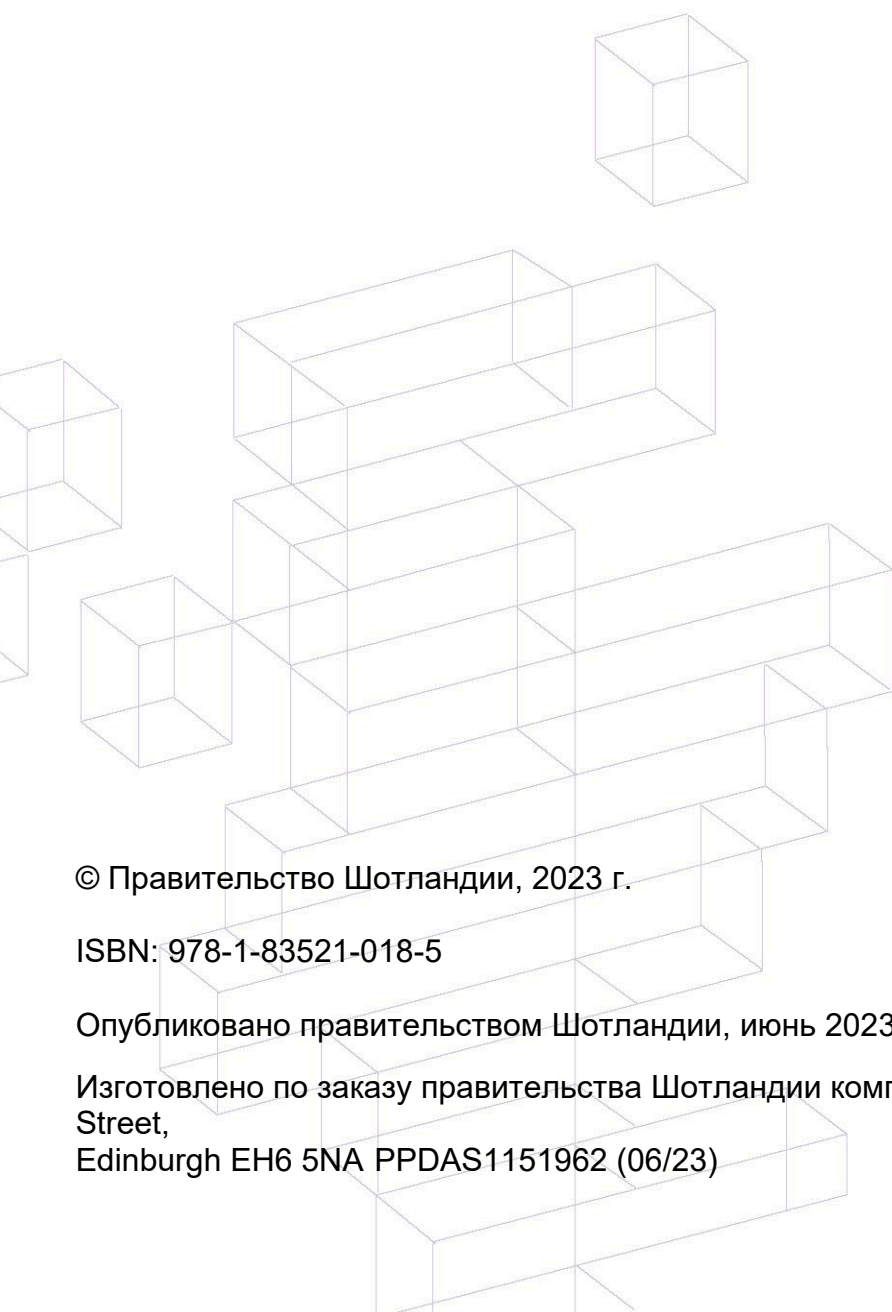 © Правительство Шотландии, 2023 г.
ISBN: 978-1-83521-018-5
Опубликовано правительством Шотландии, июнь 2023
Изготовлено по заказу правительства Шотландии
Street,
Edinburgh EH6 5NA PPDAS1151962 (06/23)